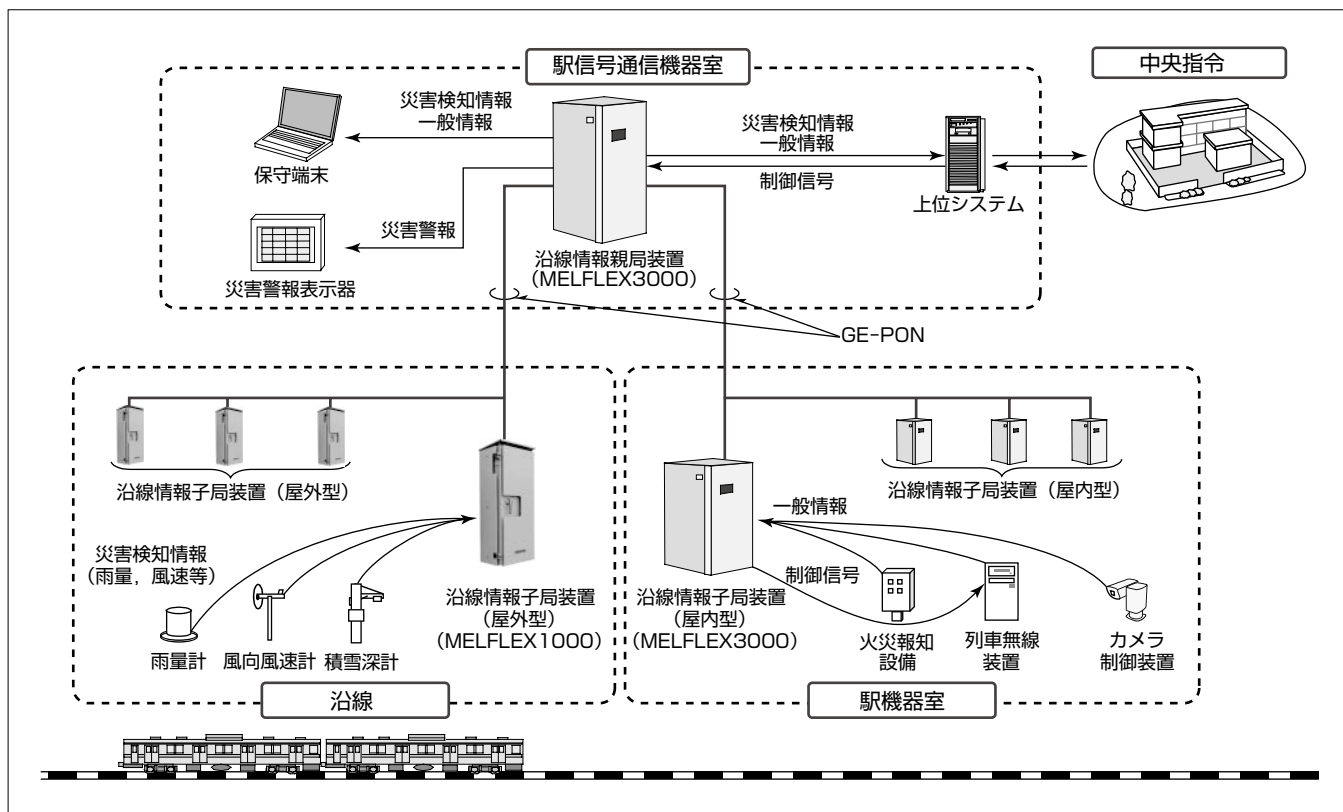 駅信号通信機器室
中央指令
災害検知情報
一般情報
保守端末
災害警報
災害警報表示器
沿線情報親局装置
(MELFLEX3000)
災害検知情報
一般情報
制御信号
上位システム
GE-PON
沿線情報子局装置(屋外型)
災害検知情報
(雨量,風速等)
雨量計
風向風速計
積雪深計
沿線情報子局装置
(屋外型)
(MELFLEX1000)
沿線
沿線情報子局装置(屋内型)
一般情報
制御信号
沿線情報子局装置
(屋内型)
(MELFLEX3000)
火災報知
設備
列車無線
装置
カメラ
制御装置
駅機器室